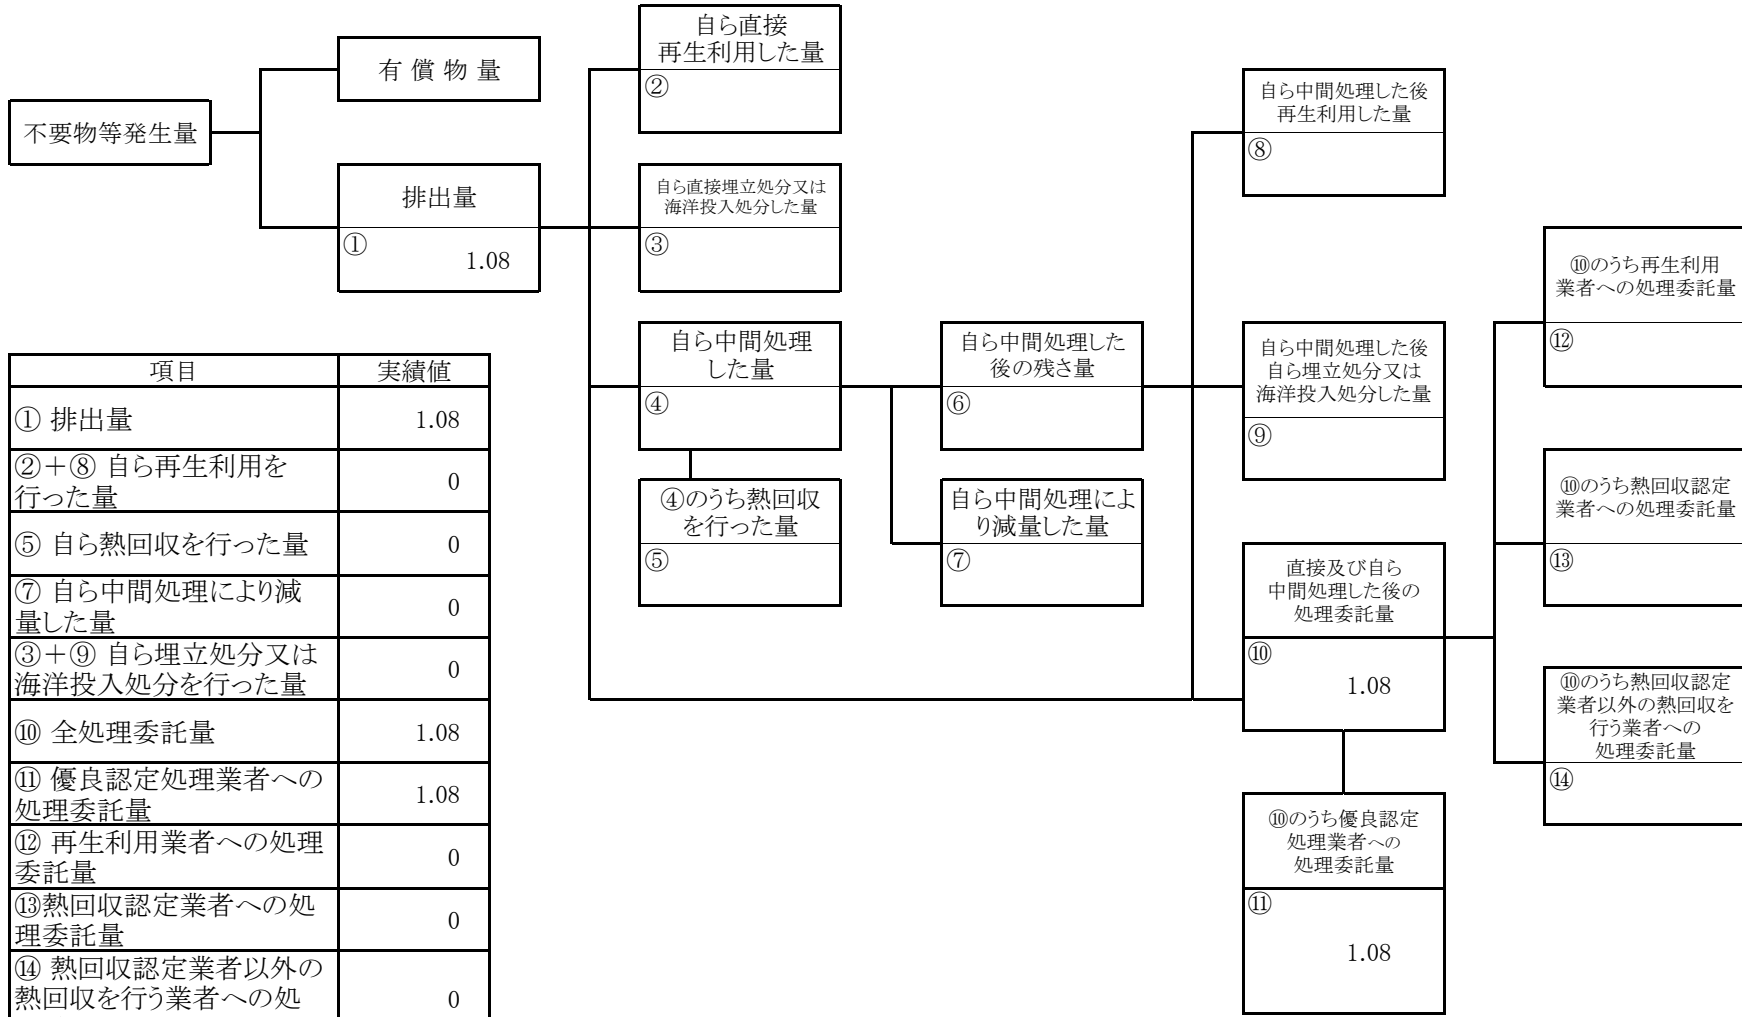 自ら直接
再生利用した量
②
有 償 物 量
不要物等発生量
排出量
①
1.08
自ら直接埋立処分又は
海洋投入処分した量
③
自ら中間処理した後
再生利用した量
⑧
⑩のうち再生利用
業者への処理委託量
⑫
自ら中間処理
した量
④
自ら中間処理した
後の残さ量
⑥
自ら中間処理した後
自ら埋立処分又は
海洋投入処分した量
⑨
④のうち熱回収
を行った量
⑤
自ら中間処理によ
り減量した量
⑦
⑩のうち熱回収認定
業者への処理委託量
⑬
直接及び自ら
中間処理した後の
処理委託量
⑩
1.08
⑩のうち熱回収認定
業者以外の熱回収を
行う業者への
処理委託量
⑭
⑩のうち優良認定
処理業者への
処理委託量
⑪
1.08
項目 実績値
① 排出量 1.08
②＋⑧ 自ら再生利用を
行った量 0
⑤ 自ら熱回収を行った量 0
⑦ 自ら中間処理により減
量した量 0
③＋⑨ 自ら埋立処分又は
海洋投入処分を行った量 0
⑩ 全処理委託量 1.08
⑪ 優良認定処理業者への
処理委託量 1.08
⑫ 再生利用業者への処理
委託量 0
⑬熱回収認定業者への処
理委託量 0
⑭ 熱回収認定業者以外の
熱回収を行う業者への処 0